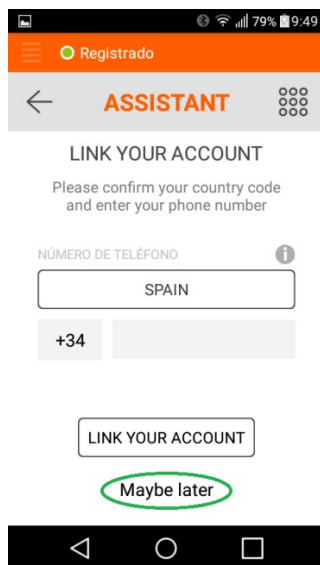 79% 9:49
Registrado
ASSISTANT
LINK YOUR ACCOUNT
Please confirm your country code
and enter your phone number
NÚMERO DE TELÉFONO
SPAIN
+34
LINK YOUR ACCOUNT
Maybe later